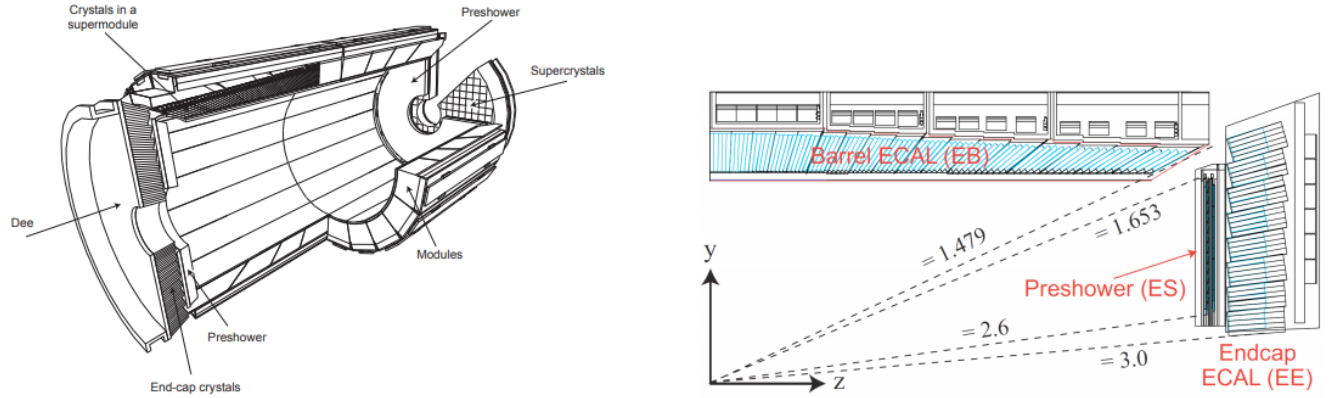 Crystals in a
supermodule
Preshower
Supercrystals
Dee
Modules
Preshower
End-cap crystals
Barrel ECAL (EB)
= 1.479
= 1.653
y
Preshower (ES)
= 2.6
= 3.0
z
Endcap
ECAL (EE)